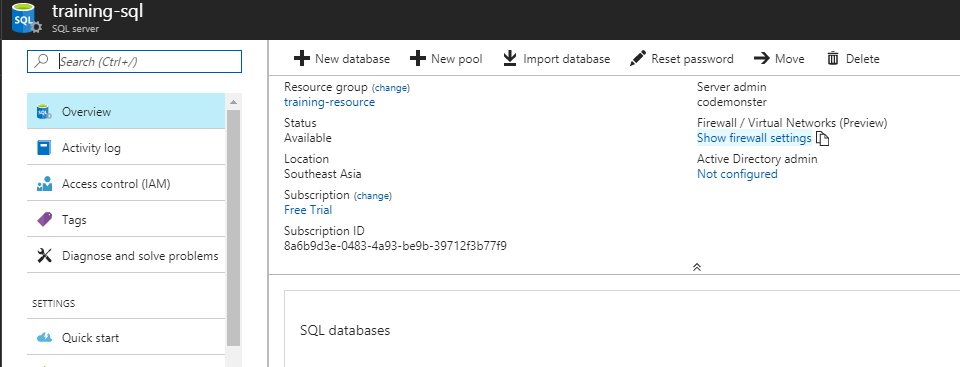 training-sql
SQL server
Search (Ctrl+/)
Overview
Activity log
Access control (IAM)
Tags
Diagnose and solve problems
SETTINGS
Quick start
New database
New pool
Import database
Reset password
Move
Delete
Resource group (change)
training-resource
Status
Available
Location
Southeast Asia
Subscription (change)
Free Trial
Subscription ID
8a6b9d3e-0483-4a93-be9b-39712f3b77f9
Server admin
codemonster
Firewall / Virtual Networks (Preview)
Show firewall settings
Active Directory admin
Not configured
SQL databases